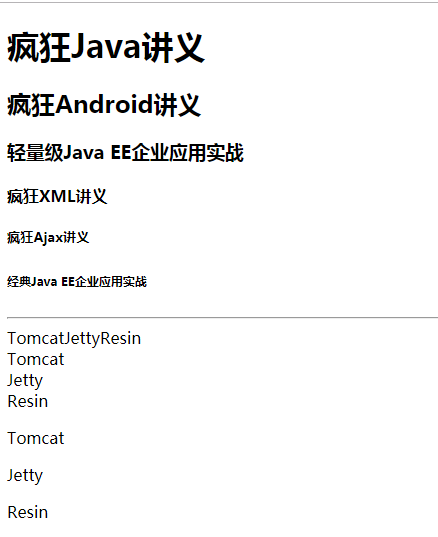 疯狂Java讲义
疯狂Android讲义
轻量级Java EE企业应用实战
疯狂XML讲义
疯狂Ajax讲义
经典Java EE企业应用实战
TomcatJettyResin
Tomcat
Jetty
Resin
Tomcat
Jetty
Resin